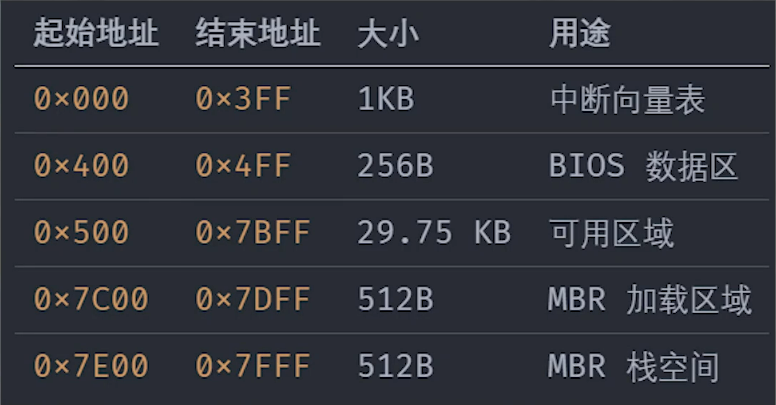 起始地址 结束地址 大小 用途
0×000 0×3FF 1KB 中断向量表
0×400 0×4FF 256B BIOS 数据区
0×500 0×7BFF 29.75 KB 可用区域
0×7C00 0×7DFF 512B MBR 加载区域
0×7E00 0×7FFF 512B MBR 栈空间